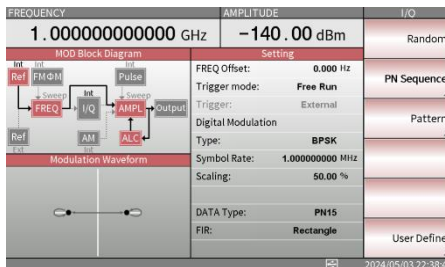 FREQUENCY
AMPLITUDE
I/Q
1.000000000000 GHz
−140.00 dBm
MOD Block Diagram
Int Int Int
Ref FMΦM Pulse
Sweep Int Sweep
FREQ I/Q AMPL Output
Ref AM ALC
Ext Int
Modulation Waveform
Setting
FREQ Offset: 0.000 Hz
Trigger mode: Free Run
Trigger: External
Digital Modulation
Type: BPSK
Symbol Rate: 1.000000000 MHz
Scaling: 50.00 %
DATA Type: PN15
FIR: Rectangle
Random
PN Sequence
Pattern
User Define
2024/05/03 22:38:4